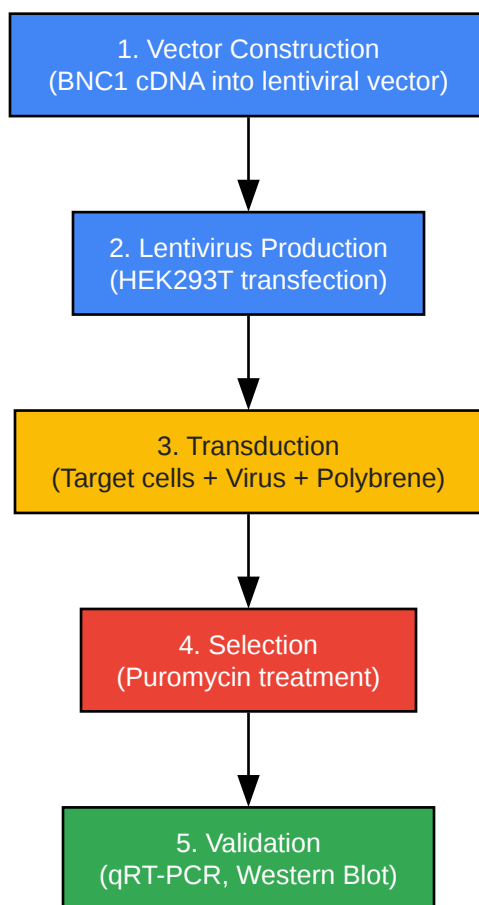 1. Vector Construction
(BNC1 cDNA into lentiviral vector)
2. Lentivirus Production
(HEK293T transfection)
3. Transduction
(Target cells + Virus + Polybrene)
4. Selection
(Puromycin treatment)
5. Validation
(qRT-PCR, Western Blot)